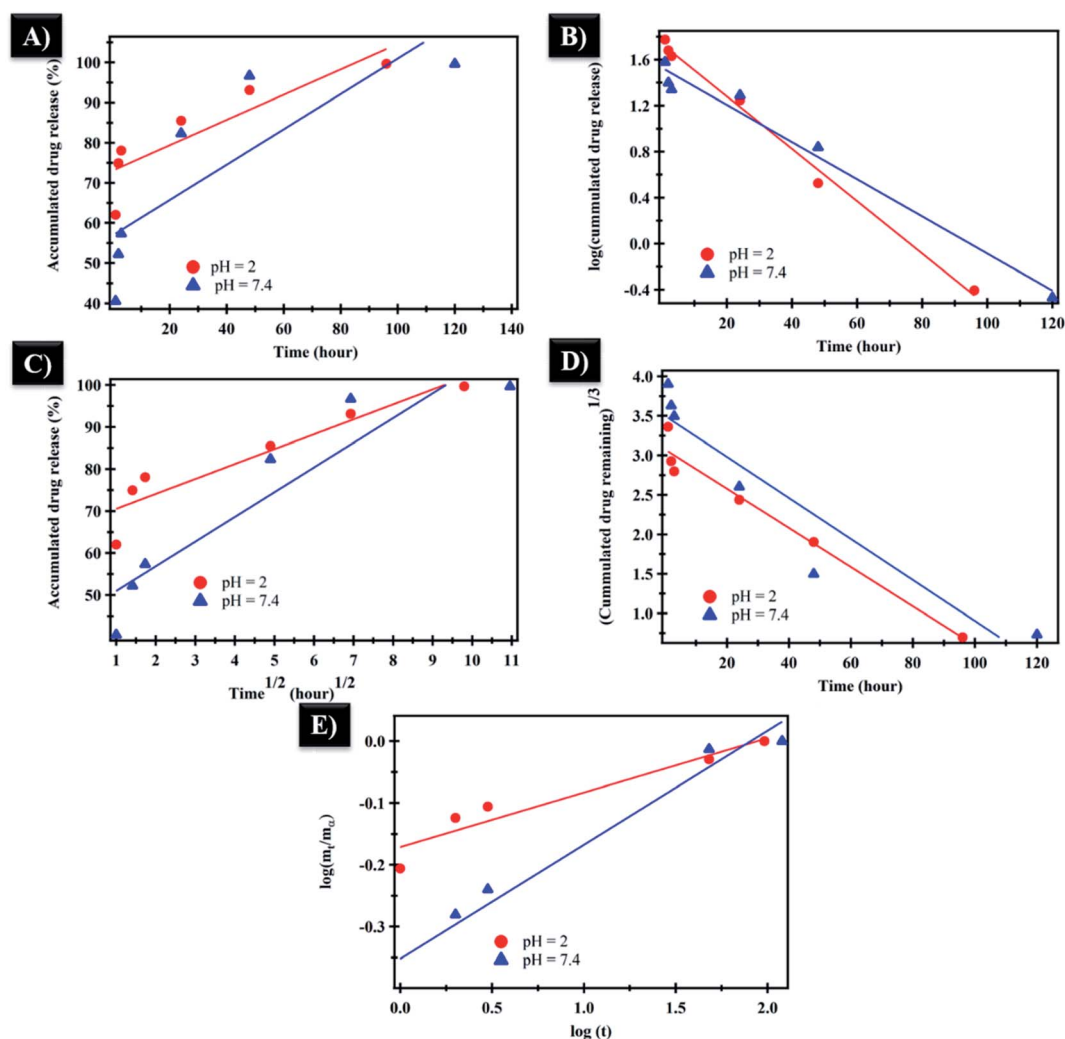 A)
Accumulated drug release (%)
100
90
80
70
60
50
40
pH = 2
pH = 7.4
20 40 60 80 100 120 140
Time (hour)
B)
log(cummulated drug release)
1.6
1.2
0.8
0.4
0.0
-0.4
pH = 2
pH = 7.4
20 40 60 80 100 120
Time (hour)
C)
Accumulated drug release (%)
100
90
80
70
60
50
pH = 2
pH = 7.4
1 2 3 4 5 6 7 8 9 10 11
Time^1/2 (hour)^1/2
D)
(Cummulated drug remaining)^1/3
4.0
3.5
3.0
2.5
2.0
1.5
1.0
pH = 2
pH = 7.4
20 40 60 80 100 120
Time (hour)
E)
log(m_t/m_α)
0.0
-0.1
-0.2
-0.3
pH = 2
pH = 7.4
0.0 0.5 1.0 1.5 2.0
log (t)